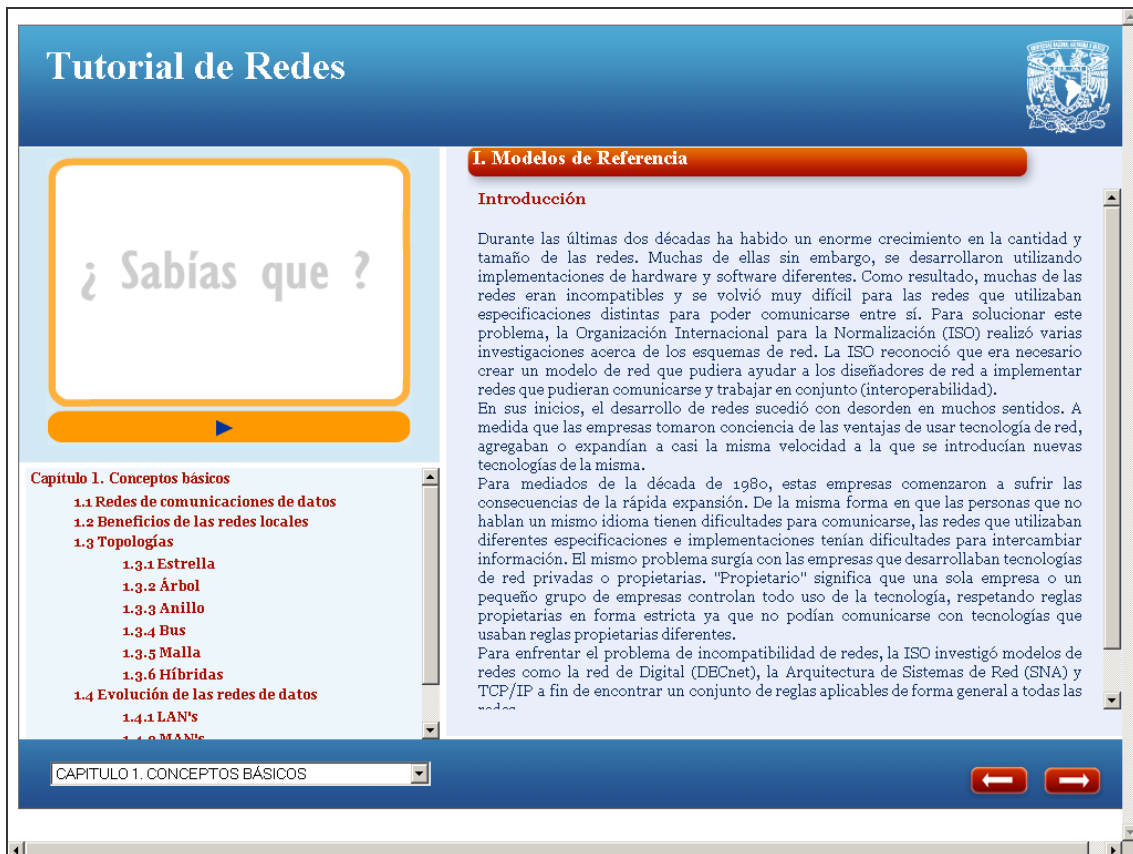 Tutorial de Redes
¿ Sabías que ?
Capítulo 1. Conceptos básicos
1.1 Redes de comunicaciones de datos
1.2 Beneficios de las redes locales
1.3 Topologías
1.3.1 Estrella
1.3.2 Árbol
1.3.3 Anillo
1.3.4 Bus
1.3.5 Malla
1.3.6 Híbridas
1.4 Evolución de las redes de datos
1.4.1 LAN's
1.4.2 MAN's
I. Modelos de Referencia
Introducción
Durante las últimas dos décadas ha habido un enorme crecimiento en la cantidad y
tamaño de las redes. Muchas de ellas sin embargo, se desarrollaron utilizando
implementaciones de hardware y software diferentes. Como resultado, muchas de las
redes eran incompatibles y se volvió muy difícil para las redes que utilizaban
especificaciones distintas para poder comunicarse entre sí. Para solucionar este
problema, la Organización Internacional para la Normalización (ISO) realizó varias
investigaciones acerca de los esquemas de red. La ISO reconoció que era necesario
crear un modelo de red que pudiera ayudar a los diseñadores de red a implementar
redes que pudieran comunicarse y trabajar en conjunto (interoperabilidad).
En sus inicios, el desarrollo de redes sucedió con desorden en muchos sentidos. A
medida que las empresas tomaron conciencia de las ventajas de usar tecnología de red,
agregaban o expandían a casi la misma velocidad a la que se introducían nuevas
tecnologías de la misma.
Para mediados de la década de 1980, estas empresas comenzaron a sufrir las
consecuencias de la rápida expansión. De la misma forma en que las personas que no
hablan un mismo idioma tienen dificultades para comunicarse, las redes que utilizaban
diferentes especificaciones e implementaciones tenían dificultades para intercambiar
información. El mismo problema surgía con las empresas que desarrollaban tecnologías
de red privadas o propietarias. "Propietario" significa que una sola empresa o un
pequeño grupo de empresas controlan todo uso de la tecnología, respetando reglas
propietarias en forma estricta ya que no podían comunicarse con tecnologías que
usaban reglas propietarias diferentes.
Para enfrentar el problema de incompatibilidad de redes, la ISO investigó modelos de
redes como la red de Digital (DECnet), la Arquitectura de Sistemas de Red (SNA) y
TCP/IP a fin de encontrar un conjunto de reglas aplicables de forma general a todas las
redes
CAPITULO 1. CONCEPTOS BÁSICOS